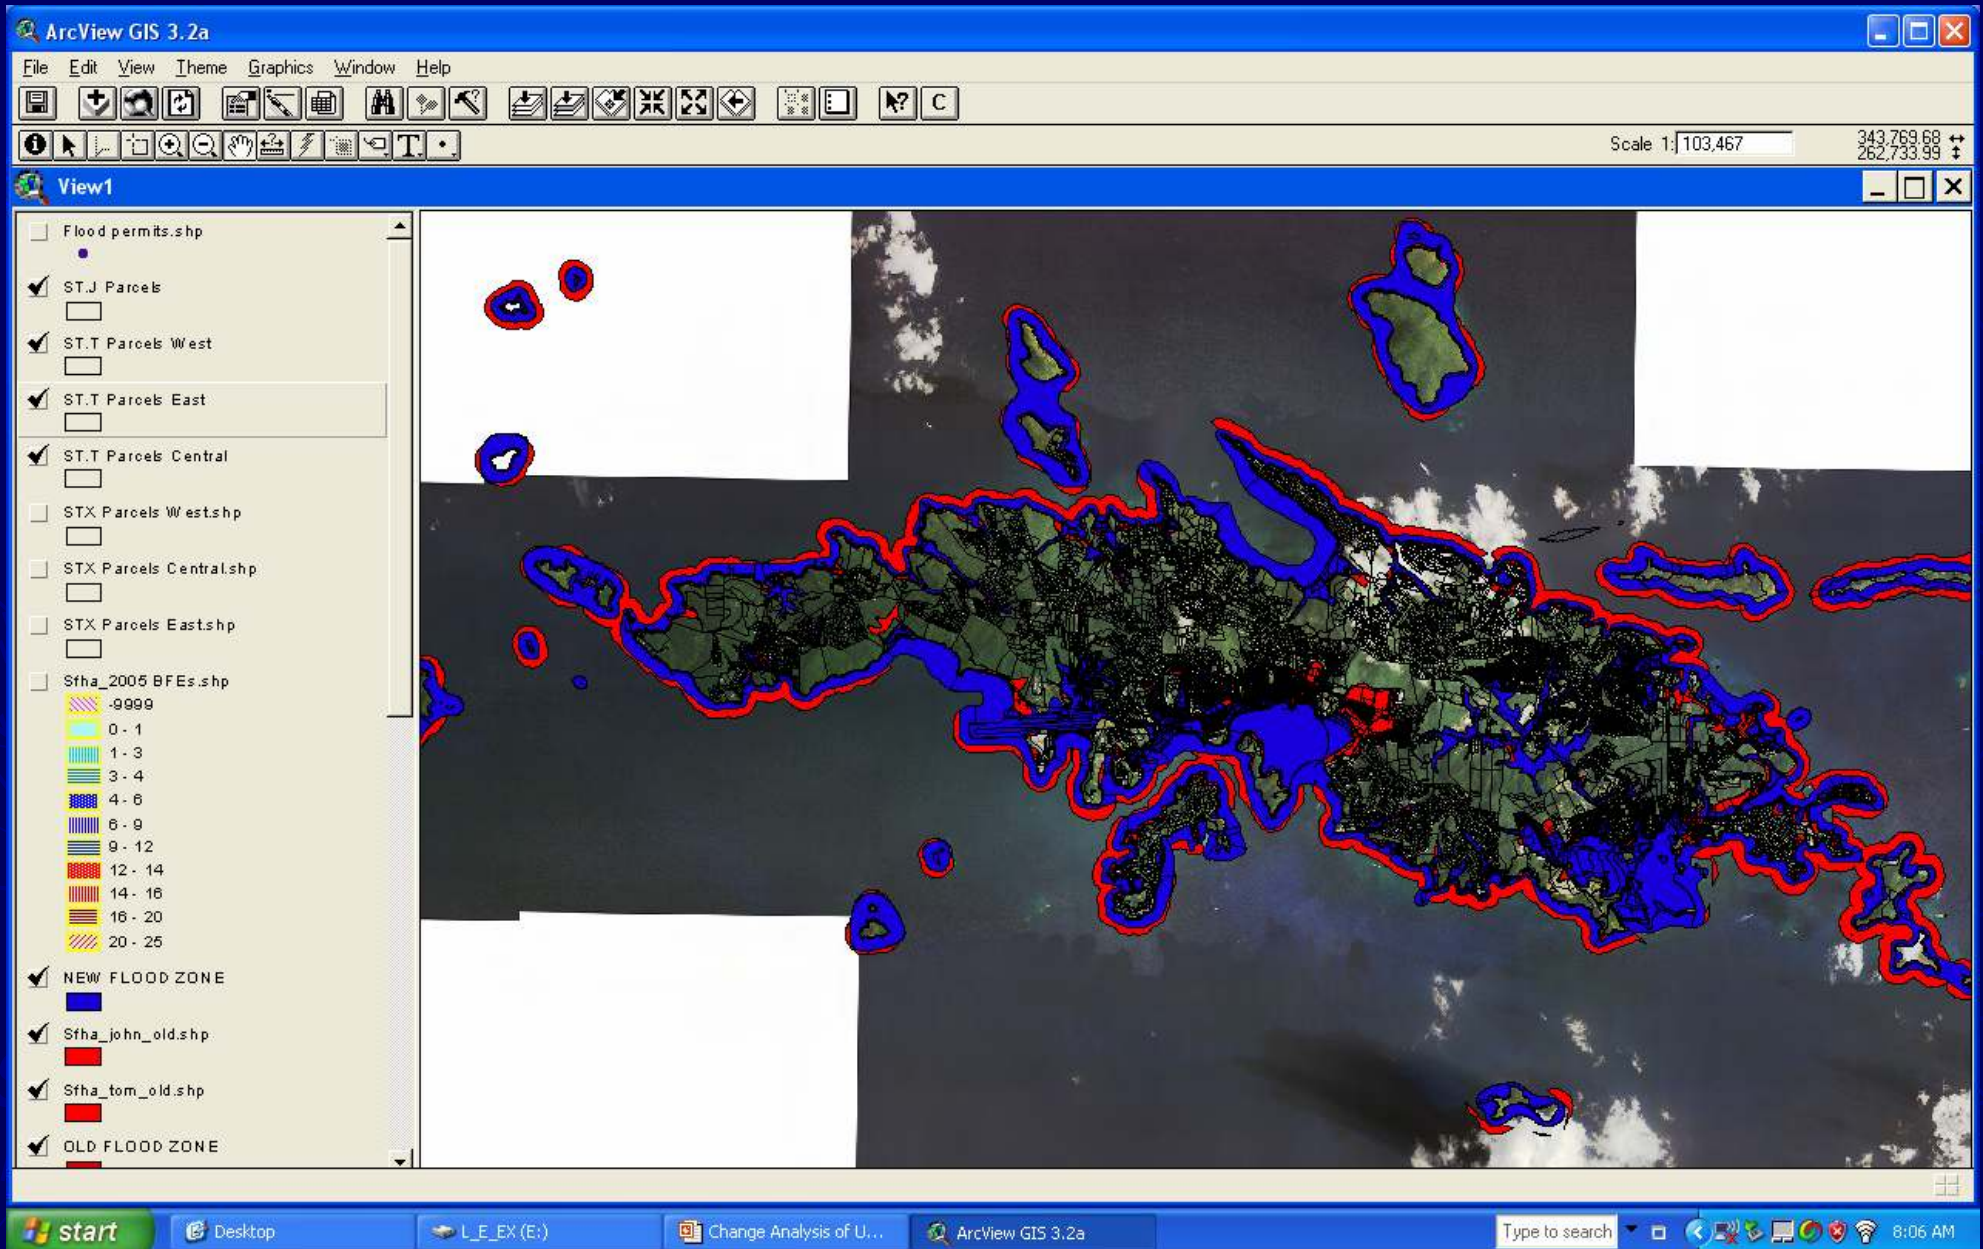 ArcView GIS 3.2a
File Edit View Theme Graphics Window Help
C
T
Scale 1: 103,467
343,769.68
262,733.99
View1
Flood permits.shp
ST.J Parcels
ST.T Parcels West
ST.T Parcels East
ST.T Parcels Central
STX Parcels West.shp
STX Parcels Central.shp
STX Parcels East.shp
Sfha_2005 BFEs.shp
-9999
0 - 1
1 - 3
3 - 4
4 - 6
6 - 9
9 - 12
12 - 14
14 - 16
16 - 20
20 - 25
NEW FLOOD ZONE
Sfha_john_old.shp
Sfha_tom_old.shp
OLD FLOOD ZONE
start Desktop L_E_EX (E:) Change Analysis of U... ArcView GIS 3.2a Type to search 8:06 AM